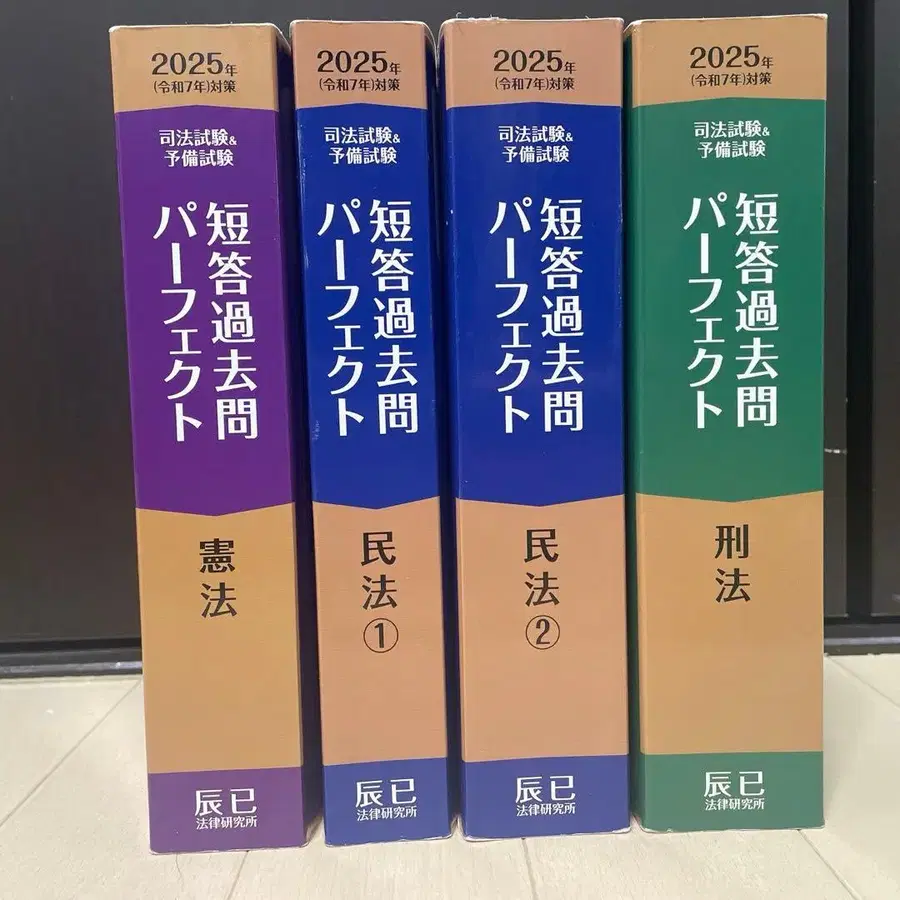 2025年
(令和7年)対策
司法試験&
予備試験
短答過去問
パーフェクト
憲法
辰已
法律研究所
2025年
(令和7年)対策
司法試験&
予備試験
短答過去問
パーフェクト
民法①
辰已
法律研究所
2025年
(令和7年)対策
司法試験&
予備試験
短答過去問
パーフェクト
民法②
辰已
法律研究所
2025年
(令和7年)対策
司法試験&
予備試験
短答過去問
パーフェクト
刑法
辰已
法律研究所